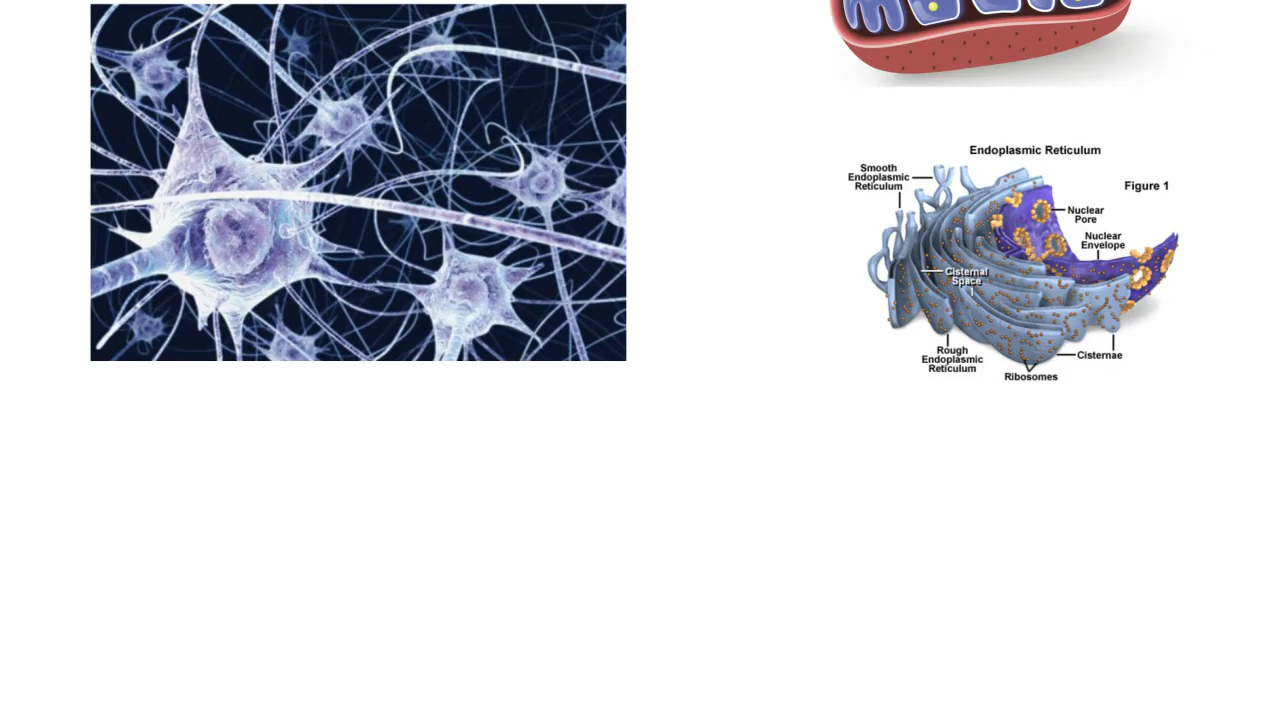 Endoplasmic Reticulum
Smooth
Endoplasmic
Reticulum
Figure 1
Nuclear
Pore
Nuclear
Envelope
Cisternal
Space
Rough
Endoplasmic
Reticulum
Cisternae
Ribosomes